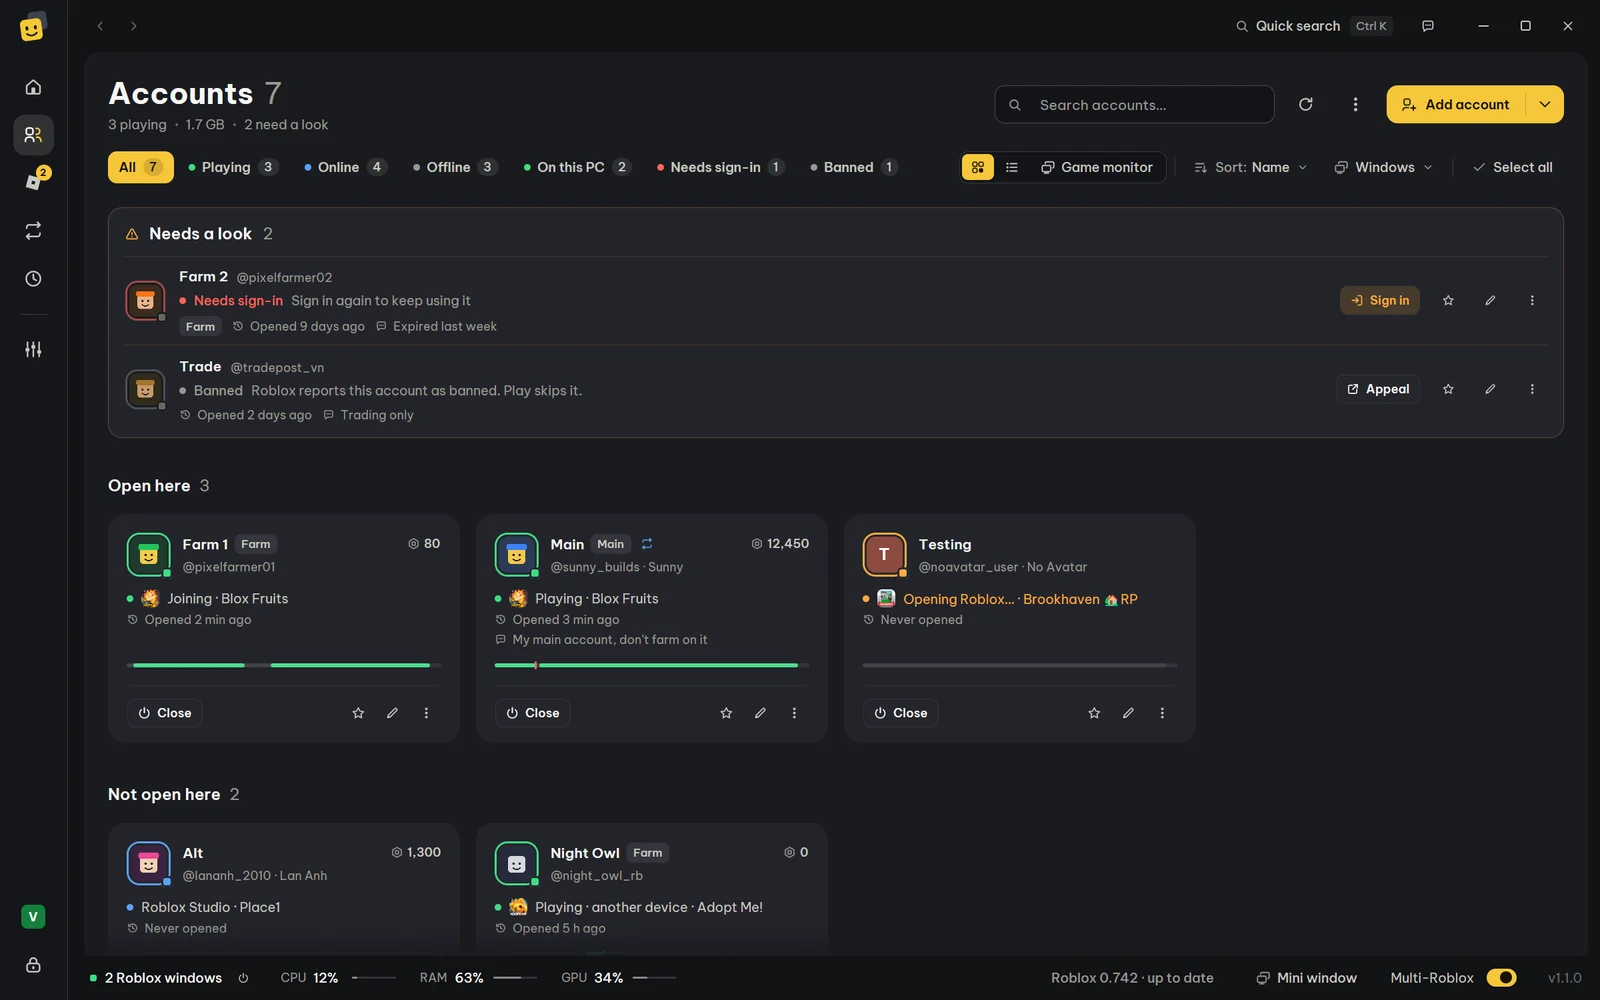 Quick search Ctrl K
Accounts 7
3 playing · 1.7 GB · 2 need a look
Search accounts...
Add account
All 7 Playing 3 Online 4 Offline 3 On this PC 2 Needs sign-in 1 Banned 1
Game monitor Sort: Name Windows Select all
2
Needs a look 2
Farm 2 @pixelfarmer02
Needs sign-in Sign in again to keep using it
Farm Opened 9 days ago Expired last week
Sign in
Trade @tradepost_vn
Banned Roblox reports this account as banned. Play skips it.
Opened 2 days ago Trading only
Appeal
Open here 3
Farm 1 Farm 80
@pixelfarmer01
Joining · Blox Fruits
Opened 2 min ago
Close
Main Main 12,450
@sunny_builds · Sunny
Playing · Blox Fruits
Opened 3 min ago
My main account, don't farm on it
Close
T
Testing
@noavatar_user · No Avatar
Opening Roblox... · Brookhaven 🏡RP
Never opened
Close
Not open here 2
Alt 1,300
@lananh_2010 · Lan Anh
Roblox Studio · Place1
Never opened
Night Owl Farm 0
@night_owl_rb
Playing · another device · Adopt Me!
Opened 5 h ago
V
2 Roblox windows CPU 12% RAM 63% GPU 34% Roblox 0.742 · up to date Mini window Multi-Roblox v1.1.0